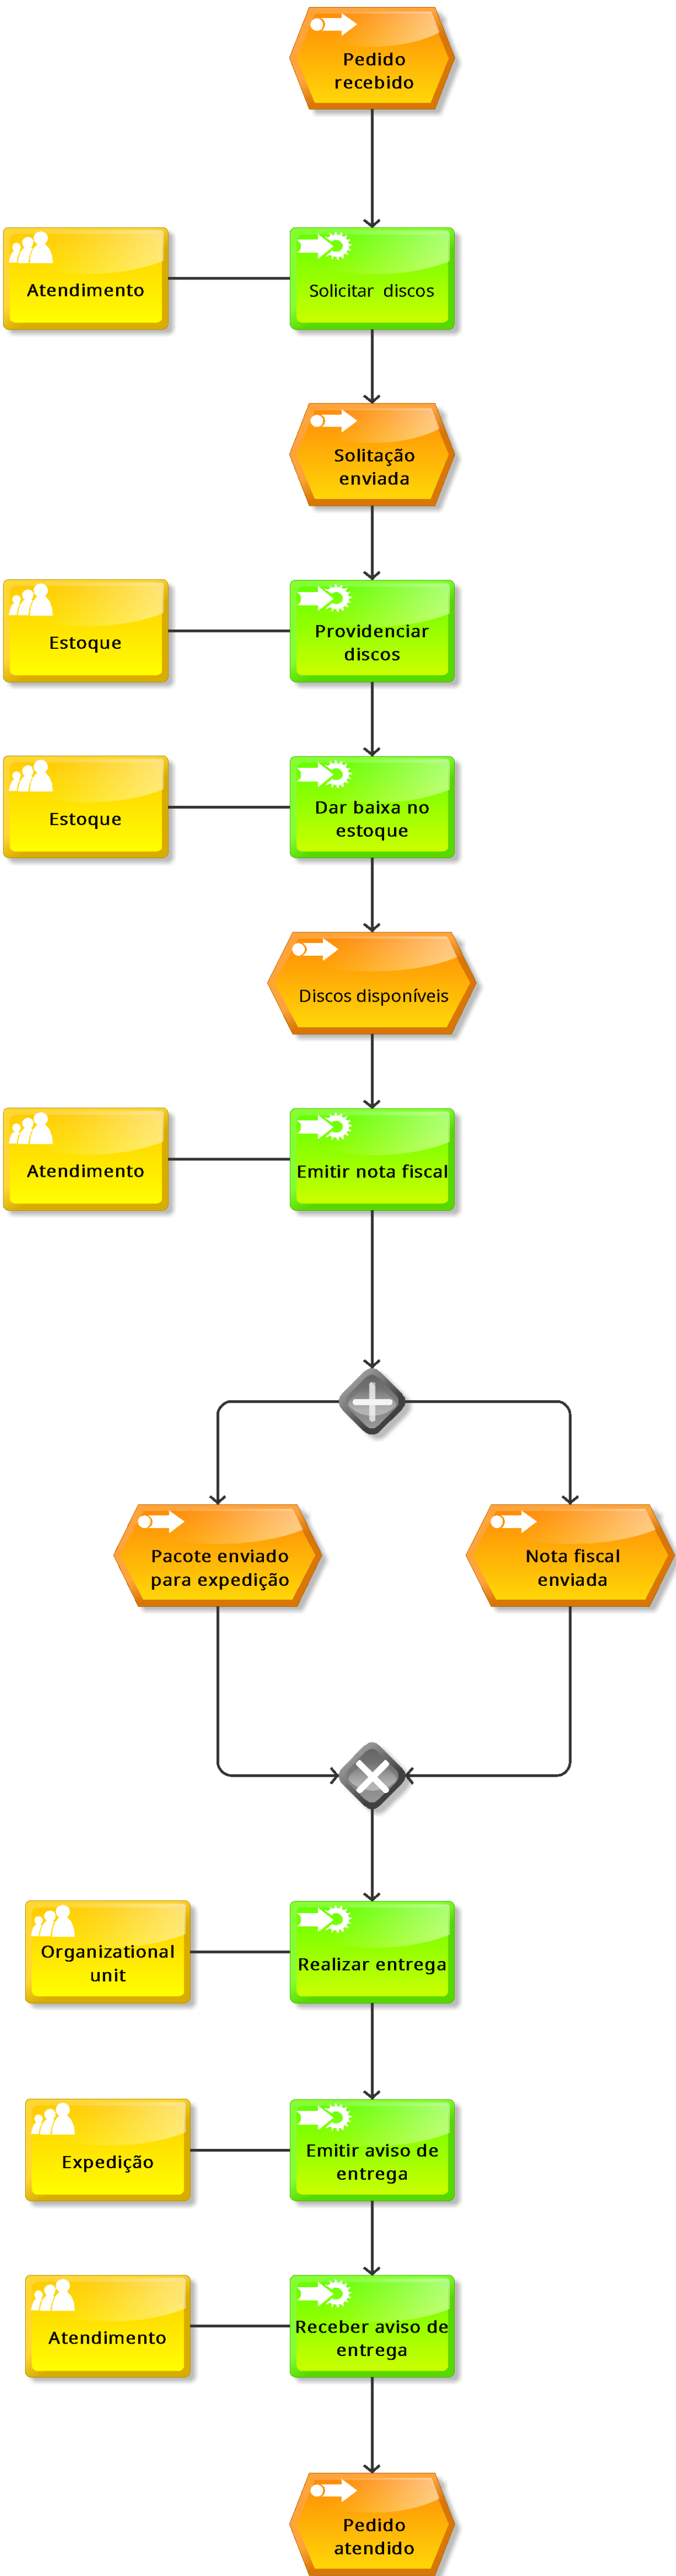 Pedido
recebido
Atendimento
Solicitar  discos
Solitação
enviada
Estoque
Providenciar
discos
Estoque
Dar baixa no
estoque
Discos disponíveis
Atendimento
Emitir nota fiscal
Pacote enviado
para expedição
Nota fiscal
enviada
Organizational
unit
Realizar entrega
Expedição
Emitir aviso de
entrega
Atendimento
Receber aviso de
entrega
Pedido
atendido